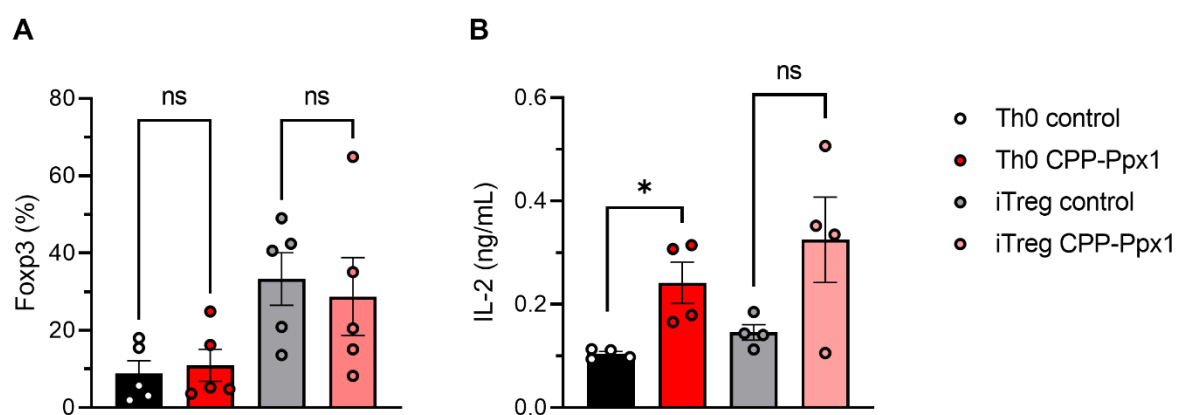 A
B
ns
ns
ns
*
Foxp3 (%)
80
60
40
20
0
IL-2 (ng/mL)
0.6
0.4
0.2
0.0
Th0 control
Th0 CPP-Ppx1
iTreg control
iTreg CPP-Ppx1